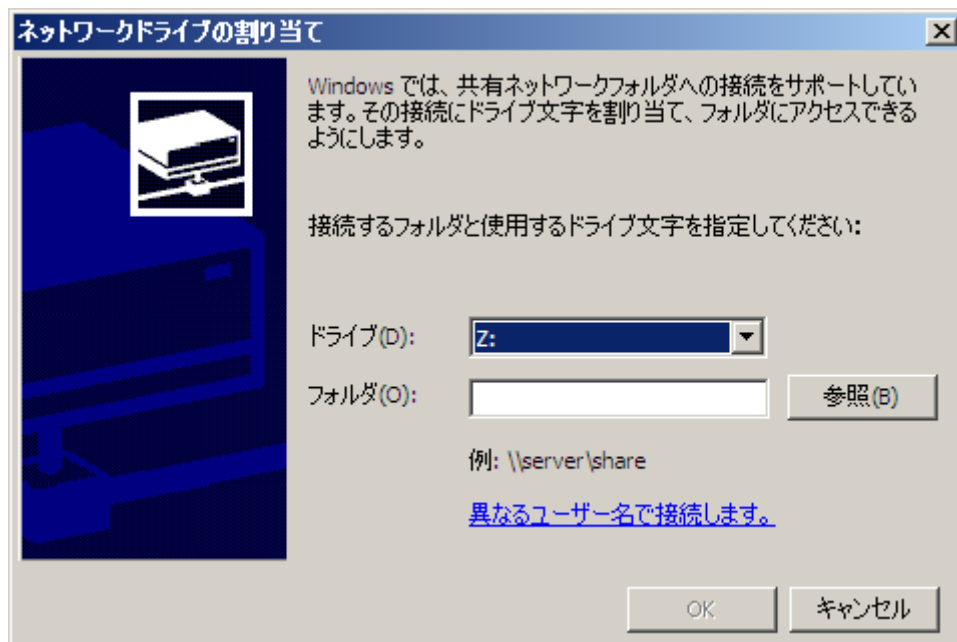 ネットワークドライブの割り当て
Windows では、共有ネットワークフォルダへの接続をサポートしてい
ます。その接続にドライブ文字を割り当て、フォルダにアクセスできる
ようにします。
接続するフォルダと使用するドライブ文字を指定してください:
ドライブ(D): Z:
フォルダ(O): 参照(B)
例: \\server\share
異なるユーザー名で接続します。
OK キャンセル